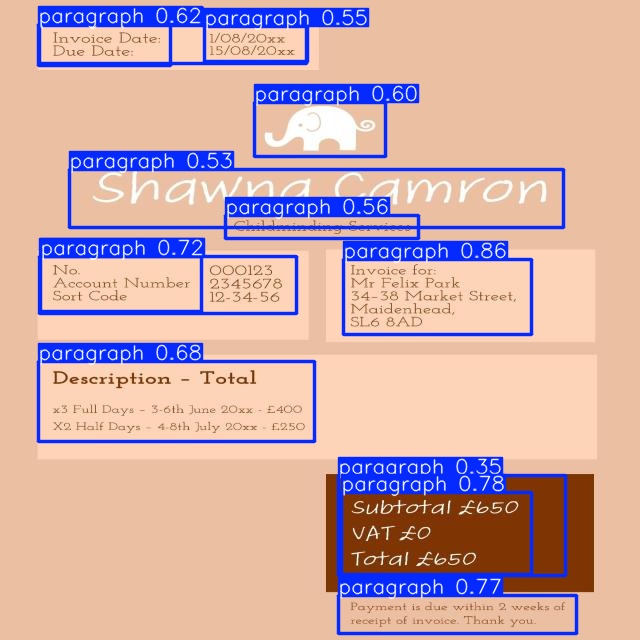 paragraph 0.62 paragraph 0.55
Invoice Date: 1/08/20xx
Due Date: 15/08/20xx
paragraph 0.60
paragraph 0.53
Shawna Camron
paragraph 0.56
Childminding Services
paragraph 0.72
No. 000123
Account Number 2345678
Sort Code 12-34-56
paragraph 0.86
Invoice for:
Mr Felix Park
34-38 Market Street,
Maidenhead,
SL6 8AD
paragraph 0.68
Description - Total
x3 Full Days - 3-6th June 20xx - £400
X2 Half Days - 4-8th July 20xx - £250
paragraph 0.35
paragraph 0.78
Subtotal £650
VAT £0
Total £650
paragraph 0.77
Payment is due within 2 weeks of
receipt of invoice. Thank you.